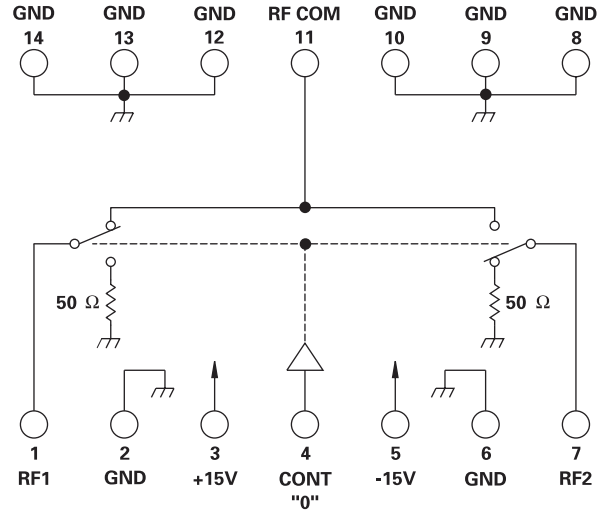 GND GND GND RF COM GND GND GND
14 13 12 11 10 9 8
50 Ω 50 Ω
1 2 3 4 5 6 7
RF1 GND +15V CONT -15V GND RF2
"0"